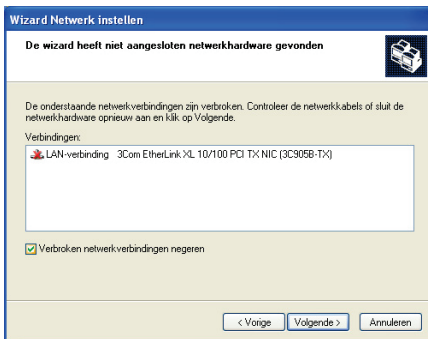 Wizard Netwerk instellen
De wizard heeft niet aangesloten netwerkhardware gevonden
De onderstaande netwerkverbindingen zijn verbroken. Controleer de netwerkkabels of sluit de
netwerkhardware opnieuw aan en klik op Volgende.
Verbindingen:
LAN-verbinding 3Com EtherLink XL 10/100 PCI TX NIC (3C905B-TX)
Verbroken netwerkverbindingen negeren
< Vorige Volgende > Annuleren